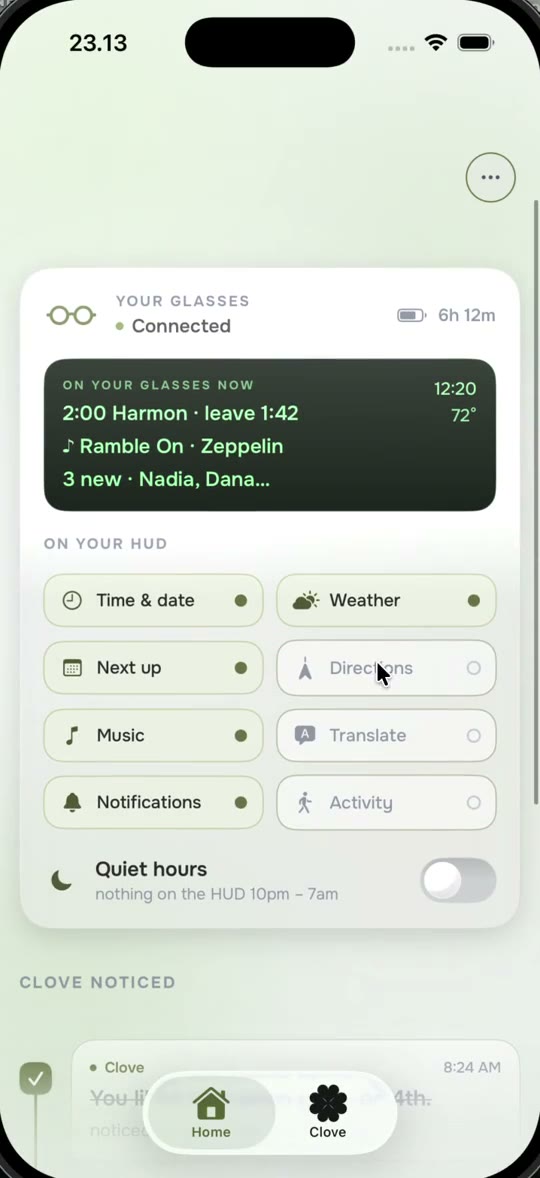 23.13
YOUR GLASSES
Connected
6h 12m
ON YOUR GLASSES NOW
12:20
2:00 Harmon · leave 1:42
72°
♪ Ramble On · Zeppelin
3 new · Nadia, Dana...
ON YOUR HUD
Time & date
Weather
Next up
Directions
Music
A
Translate
Notifications
Activity
Quiet hours
nothing on the HUD 10pm – 7am
CLOVE NOTICED
Clove
8:24 AM
4th.
Home
Clove